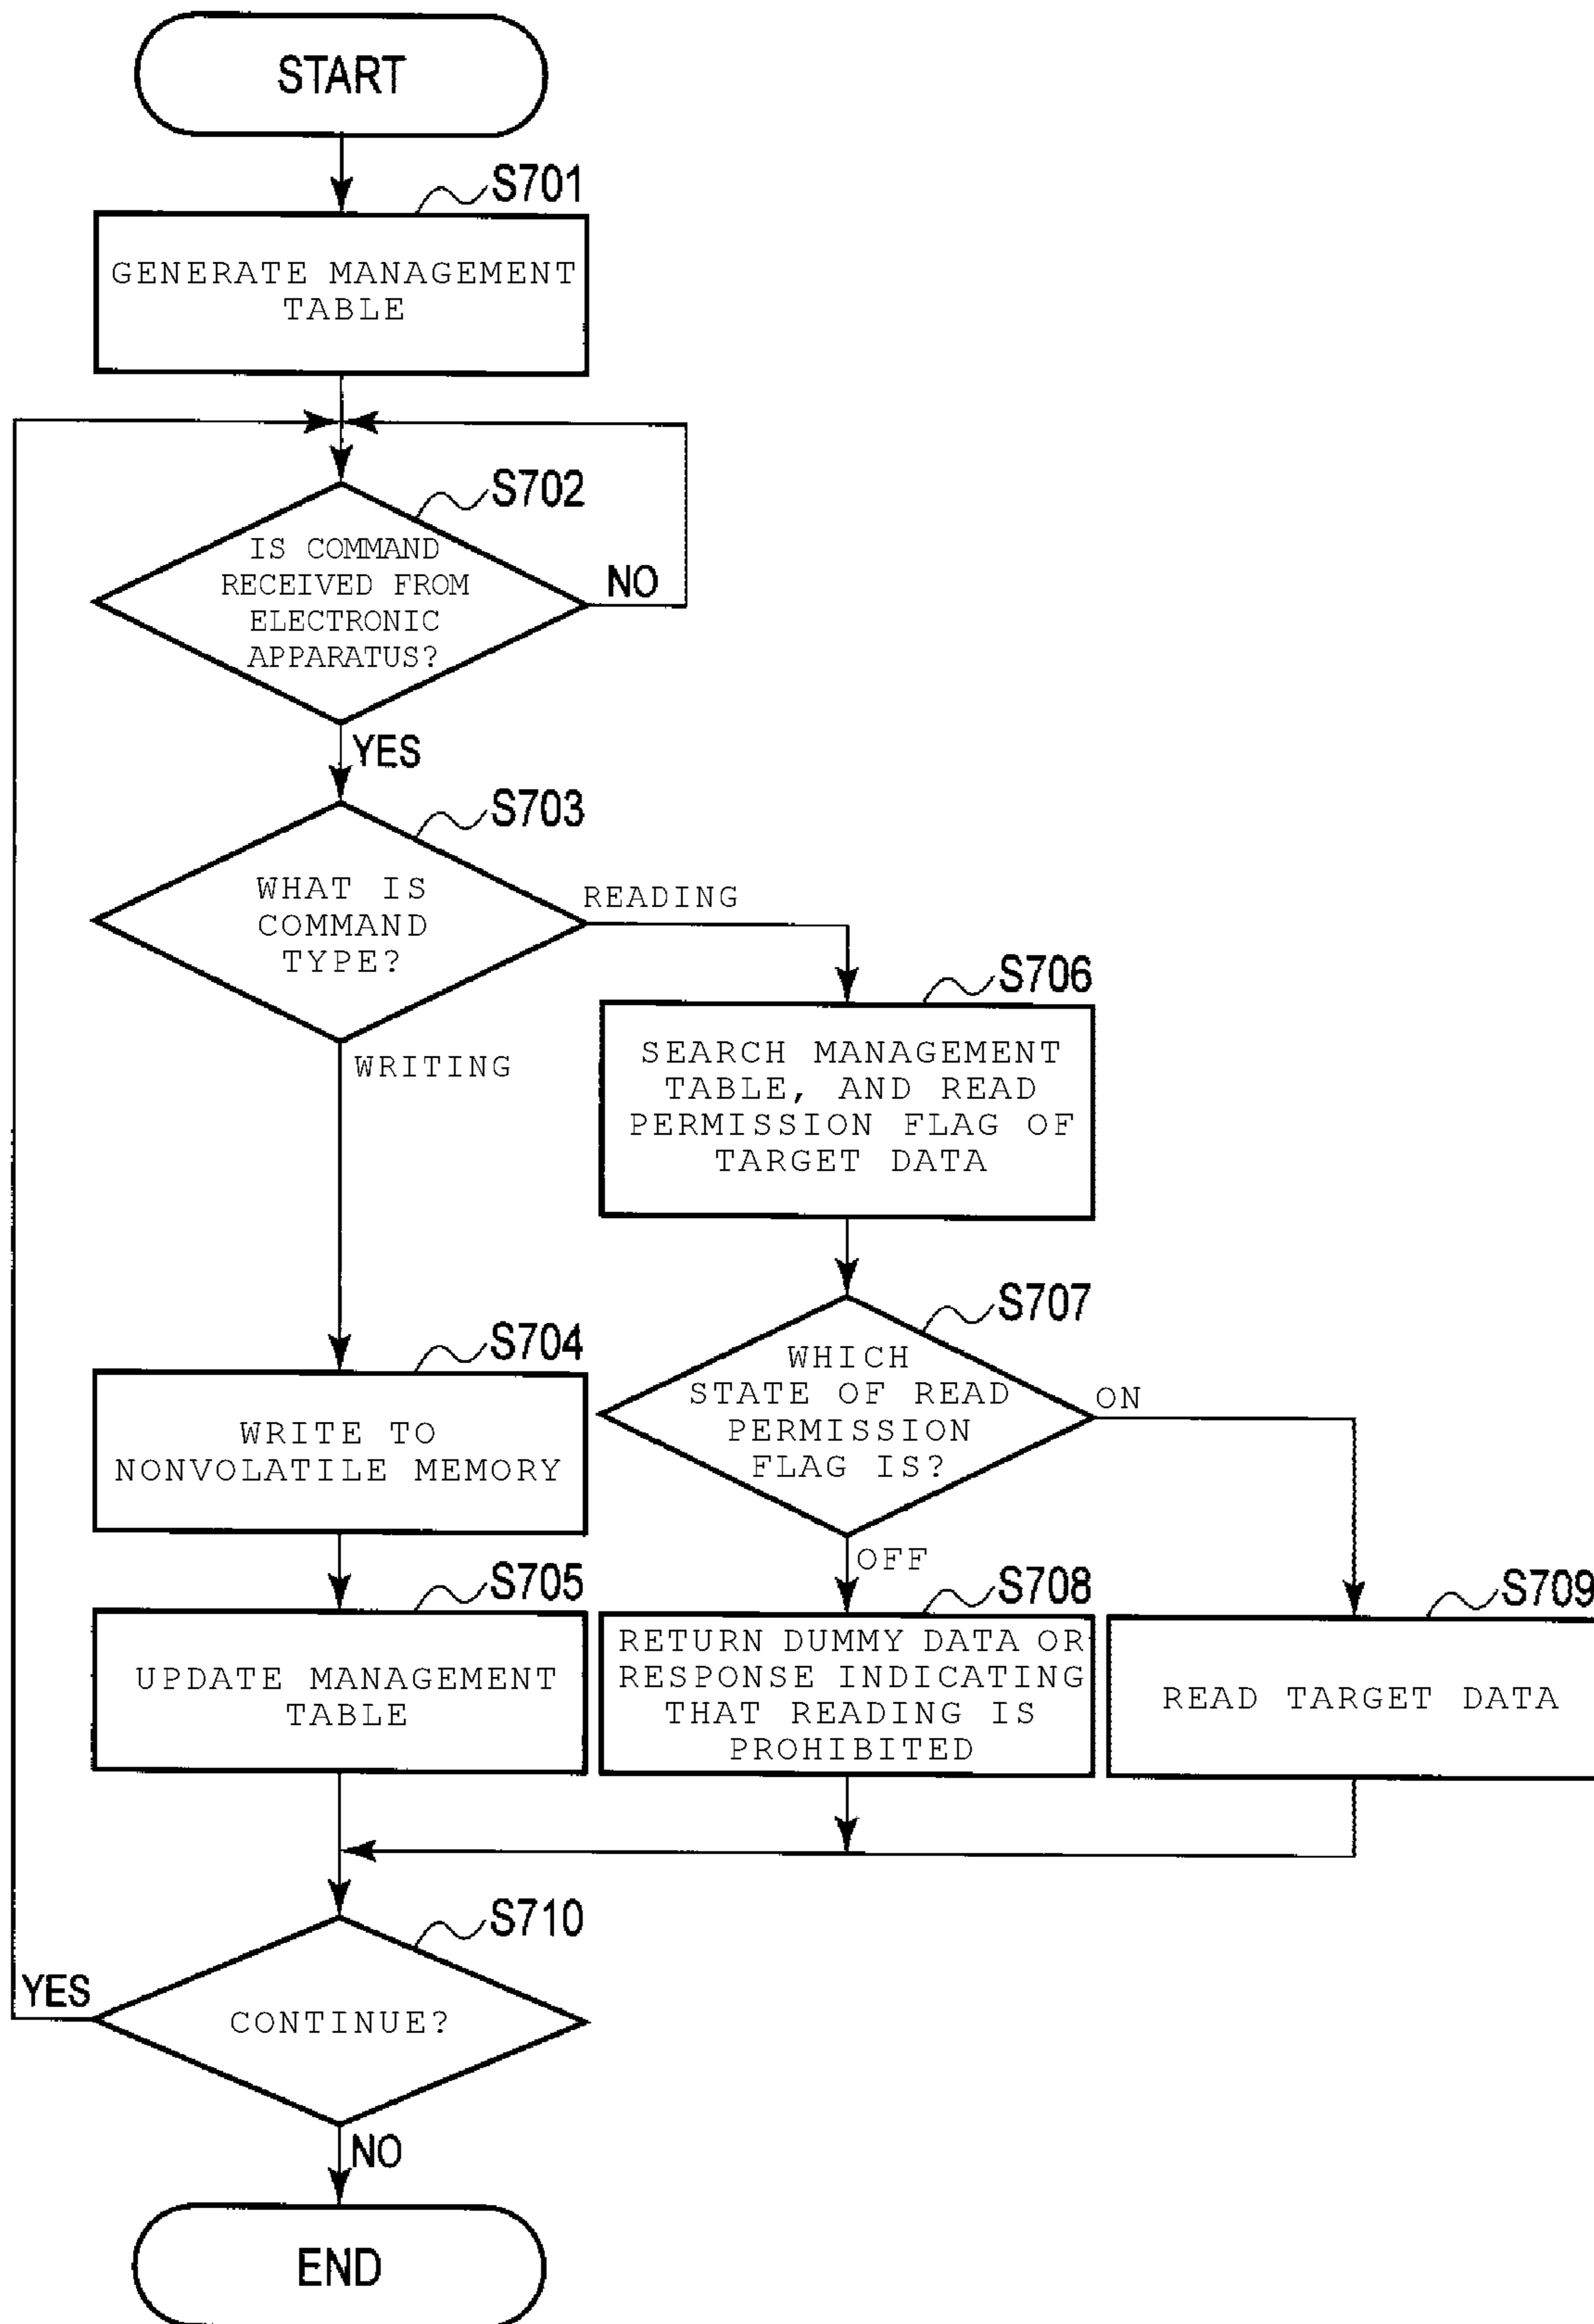 START
S701
GENERATE MANAGEMENT
TABLE
S702
IS COMMAND
RECEIVED FROM
ELECTRONIC
APPARATUS?
NO
YES
S703
WHAT IS
COMMAND
TYPE?
READING
WRITING
S706
SEARCH MANAGEMENT
TABLE, AND READ
PERMISSION FLAG OF
TARGET DATA
S707
WHICH
STATE OF READ
PERMISSION
FLAG IS?
ON
OFF
S704
WRITE TO
NONVOLATILE MEMORY
S705
UPDATE MANAGEMENT
TABLE
S708
RETURN DUMMY DATA OR
RESPONSE INDICATING
THAT READING IS
PROHIBITED
S709
READ TARGET DATA
S710
CONTINUE?
YES
NO
END